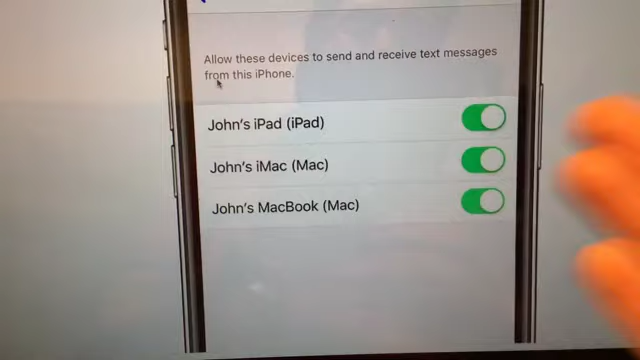 Allow these devices to send and receive text messages
from this iPhone.
John's iPad (iPad)
John's iMac (Mac)
John's MacBook (Mac)